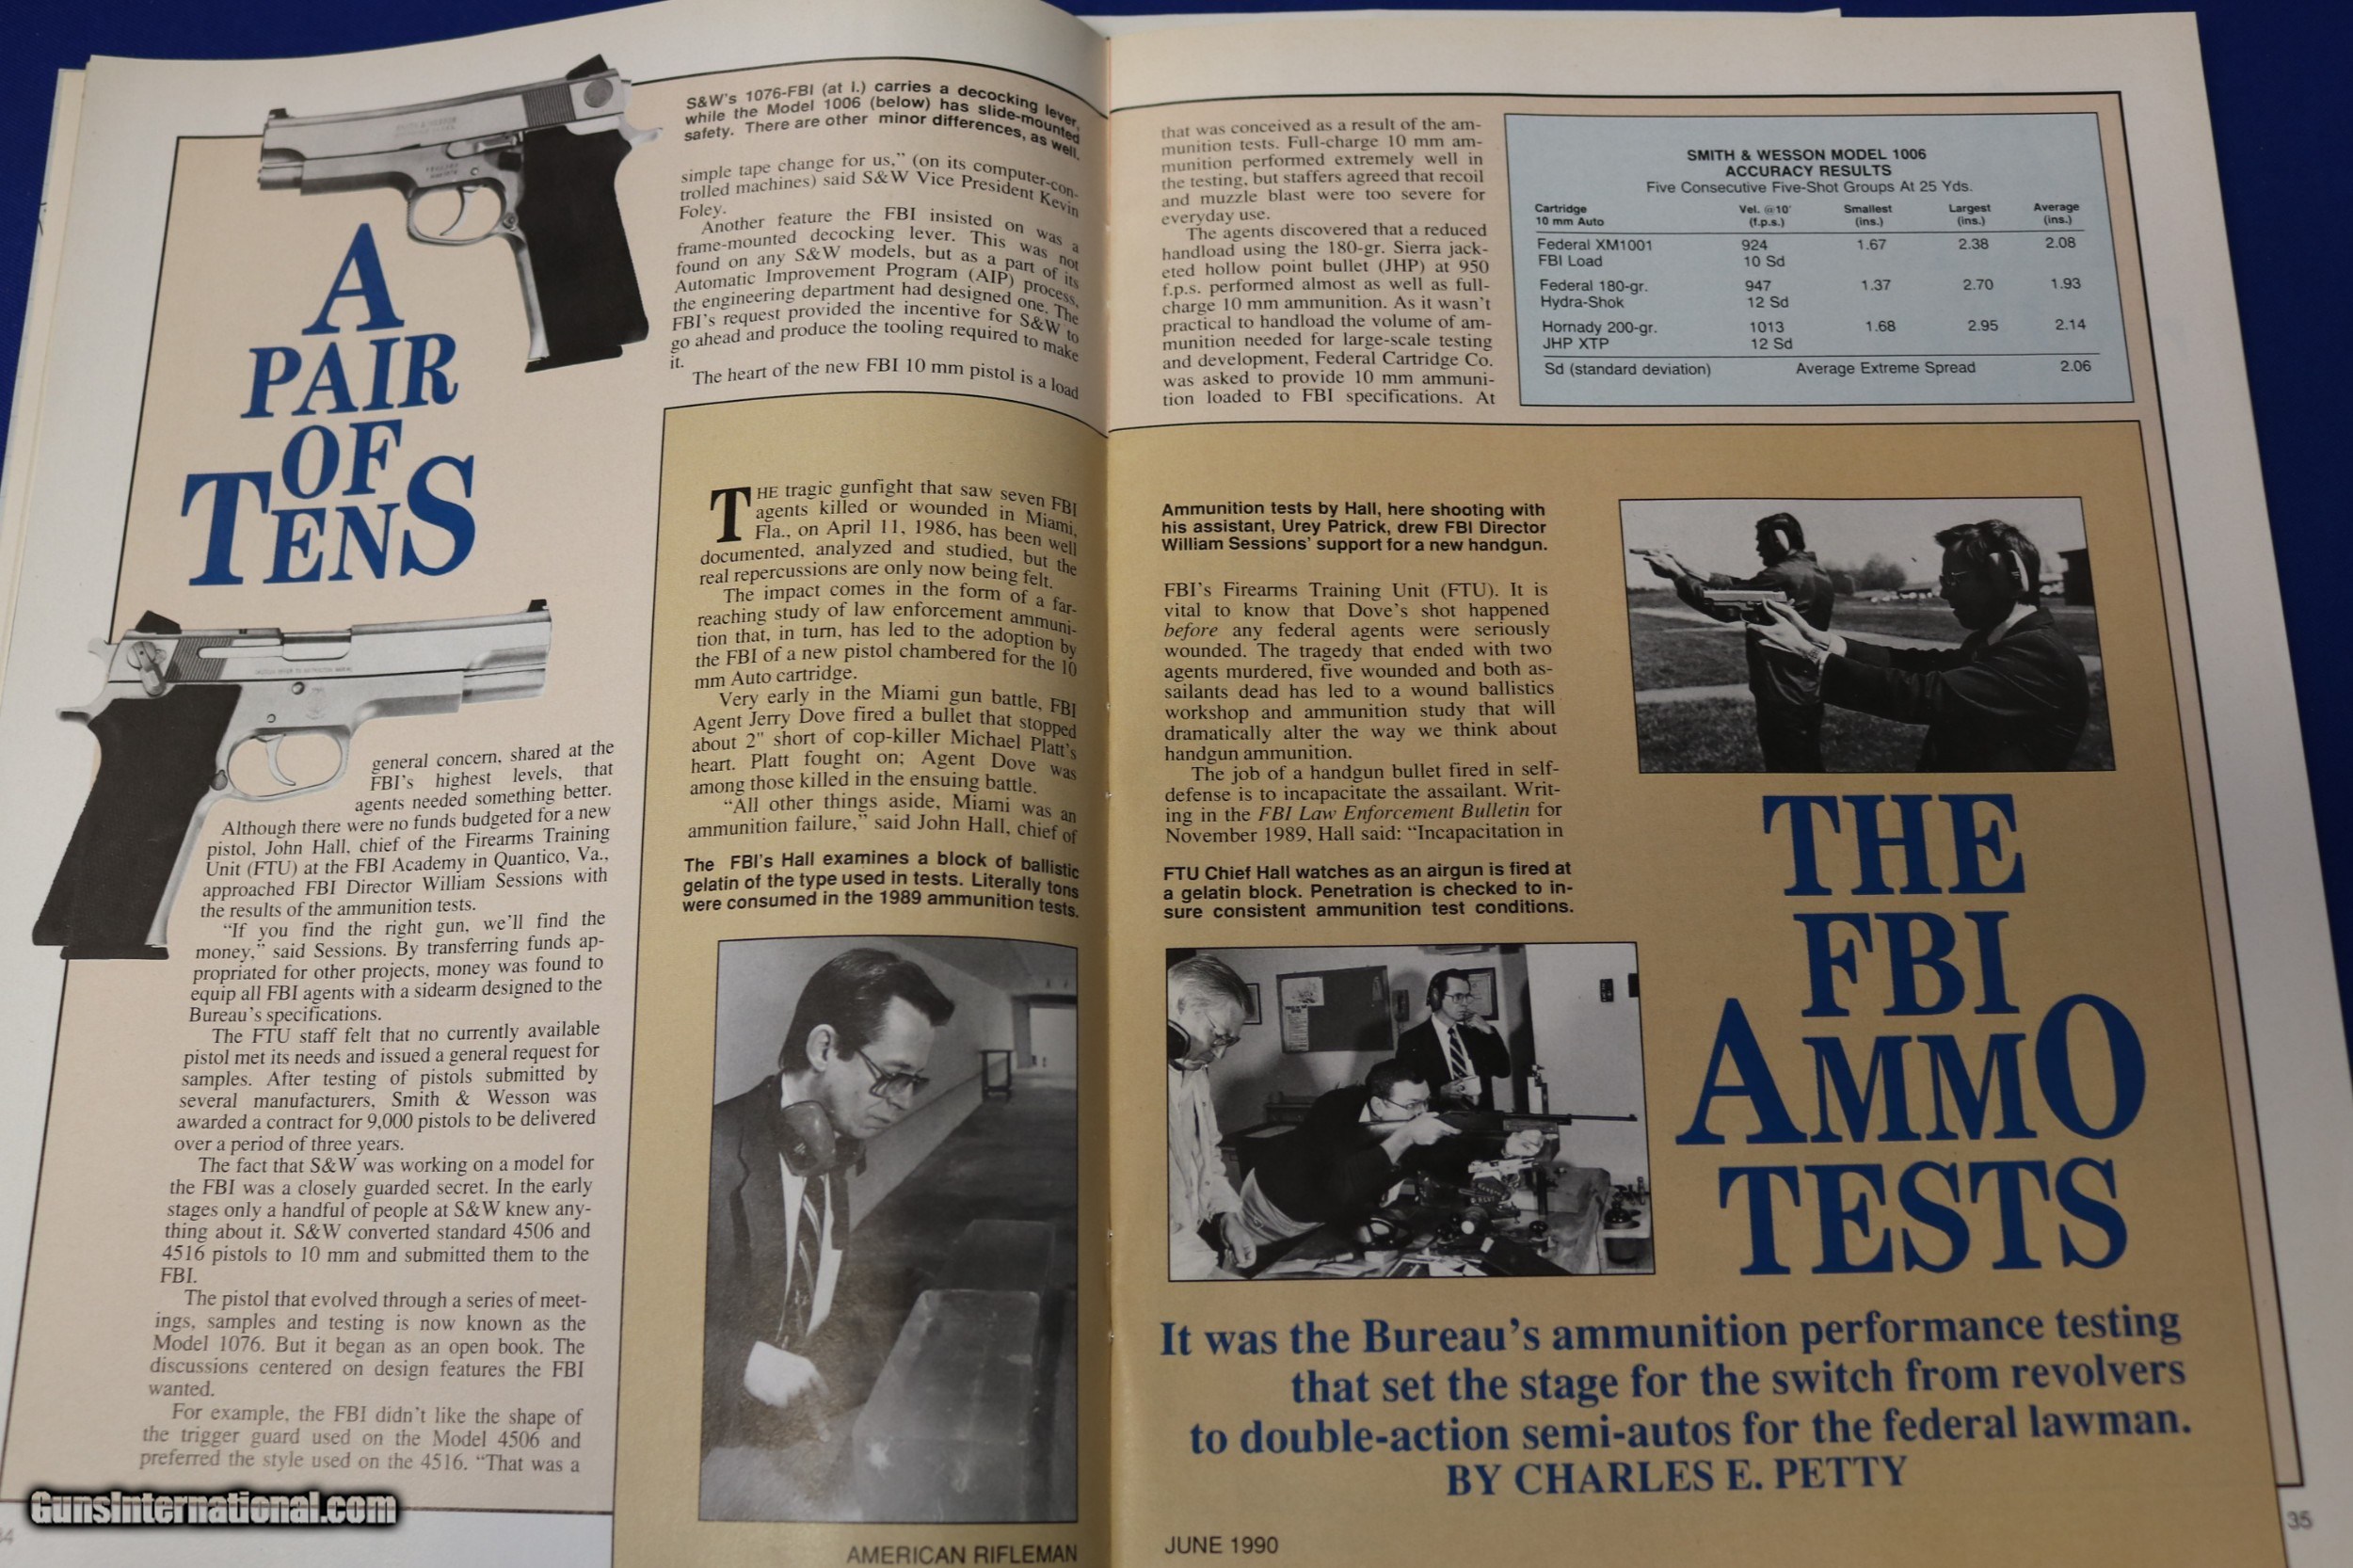 S&W's 1076-FBI (at l.) carries a decocking lever,
while the Model 1006 (below) has slide-mounted
safety. There are other minor differences, as well.
A
PAIR
OF
TENS
general concern, shared at the
FBI's highest levels, that
agents needed something better.
Although there were no funds budgeted for a new
pistol, John Hall, chief of the Firearms Training
Unit (FTU) at the FBI Academy in Quantico, Va.,
approached FBI Director William Sessions with
the results of the ammunition tests.
"If you find the right gun, we'll find the
money," said Sessions. By transferring funds ap-
propriated for other projects, money was found to
equip all FBI agents with a sidearm designed to the
Bureau's specifications.
The FTU staff felt that no currently available
pistol met its needs and issued a general request for
samples. After testing of pistols submitted by
several manufacturers, Smith & Wesson was
awarded a contract for 9,000 pistols to be delivered
over a period of three years.
The fact that S&W was working on a model for
the FBI was a closely guarded secret. In the early
stages only a handful of people at S&W knew any-
thing about it. S&W converted standard 4506 and
4516 pistols to 10 mm and submitted them to the
FBI.
The pistol that evolved through a series of meet-
ings, samples and testing is now known as the
Model 1076. But it began as an open book. The
discussions centered on design features the FBI
wanted.
For example, the FBI didn't like the shape of
the trigger guard used on the Model 4506 and
preferred the style used on the 4516. "That was a
simple tape change for us," (on its computer-con-
trolled machines) said S&W Vice President Kevin
Foley.
Another feature the FBI insisted on was a
frame-mounted decocking lever. This was not
found on any S&W models, but as a part of its
Automatic Improvement Program (AIP) process,
the engineering department had designed one. The
FBI's request provided the incentive for S&W to
go ahead and produce the tooling required to make
it.
The heart of the new FBI 10 mm pistol is a load
that was conceived as a result of the am-
munition tests. Full-charge 10 mm am-
munition performed extremely well in
the testing, but staffers agreed that recoil
and muzzle blast were too severe for
everyday use.
The agents discovered that a reduced
handload using the 180-gr. Sierra jack-
eted hollow point bullet (JHP) at 950
f.p.s. performed almost as well as full-
charge 10 mm ammunition. As it wasn't
practical to handload the volume of am-
munition needed for large-scale testing
and development, Federal Cartridge Co.
was asked to provide 10 mm ammuni-
tion loaded to FBI specifications. At
SMITH & WESSON MODEL 1006
ACCURACY RESULTS
Five Consecutive Five-Shot Groups At 25 Yds.
Cartridge Vel. @10' Smallest Largest Average
10 mm Auto (f.p.s.) (ins.) (ins.) (ins.)
Federal XM1001 924 1.67 2.38 2.08
FBI Load 10 Sd
Federal 180-gr. 947 1.37 2.70 1.93
Hydra-Shok 12 Sd
Hornady 200-gr. 1013 1.68 2.95 2.14
JHP XTP 12 Sd
Sd (standard deviation) Average Extreme Spread 2.06
THE tragic gunfight that saw seven FBI
agents killed or wounded in Miami,
Fla., on April 11, 1986, has been well
documented, analyzed and studied, but the
real repercussions are only now being felt.
The impact comes in the form of a far-
reaching study of law enforcement ammuni-
tion that, in turn, has led to the adoption by
the FBI of a new pistol chambered for the 10
mm Auto cartridge.
Very early in the Miami gun battle, FBI
Agent Jerry Dove fired a bullet that stopped
about 2" short of cop-killer Michael Platt's
heart. Platt fought on; Agent Dove was
among those killed in the ensuing battle.
"All other things aside, Miami was an
ammunition failure," said John Hall, chief of
The FBI's Hall examines a block of ballistic
gelatin of the type used in tests. Literally tons
were consumed in the 1989 ammunition tests.
Ammunition tests by Hall, here shooting with
his assistant, Urey Patrick, drew FBI Director
William Sessions' support for a new handgun.
FBI's Firearms Training Unit (FTU). It is
vital to know that Dove's shot happened
before any federal agents were seriously
wounded. The tragedy that ended with two
agents murdered, five wounded and both as-
sailants dead has led to a wound ballistics
workshop and ammunition study that will
dramatically alter the way we think about
handgun ammunition.
The job of a handgun bullet fired in self-
defense is to incapacitate the assailant. Writ-
ing in the FBI Law Enforcement Bulletin for
November 1989, Hall said: "Incapacitation in
FTU Chief Hall watches as an airgun is fired at
a gelatin block. Penetration is checked to in-
sure consistent ammunition test conditions.
THE
FBI
AMMO
TESTS
It was the Bureau's ammunition performance testing
that set the stage for the switch from revolvers
to double-action semi-autos for the federal lawman.
BY CHARLES E. PETTY
GunsInternational.com
AMERICAN RIFLEMAN
JUNE 1990
35